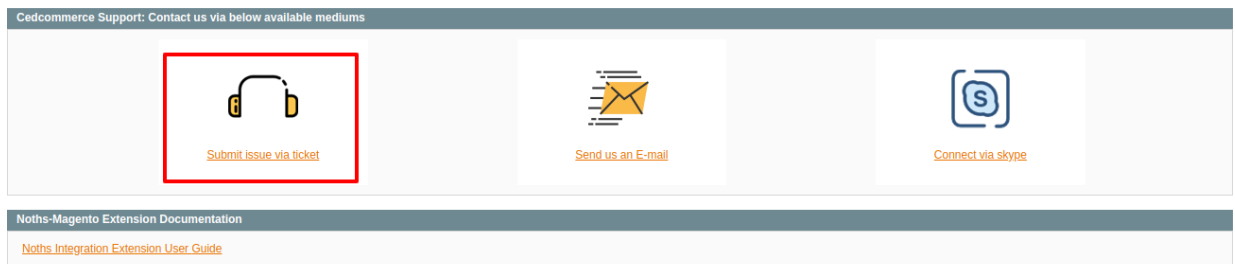 Cedcommerce Support: Contact us via below available mediums
Submit issue via ticket
Send us an E-mail
S
Connect via skype
Noths-Magento Extension Documentation
Noths Integration Extension User Guide